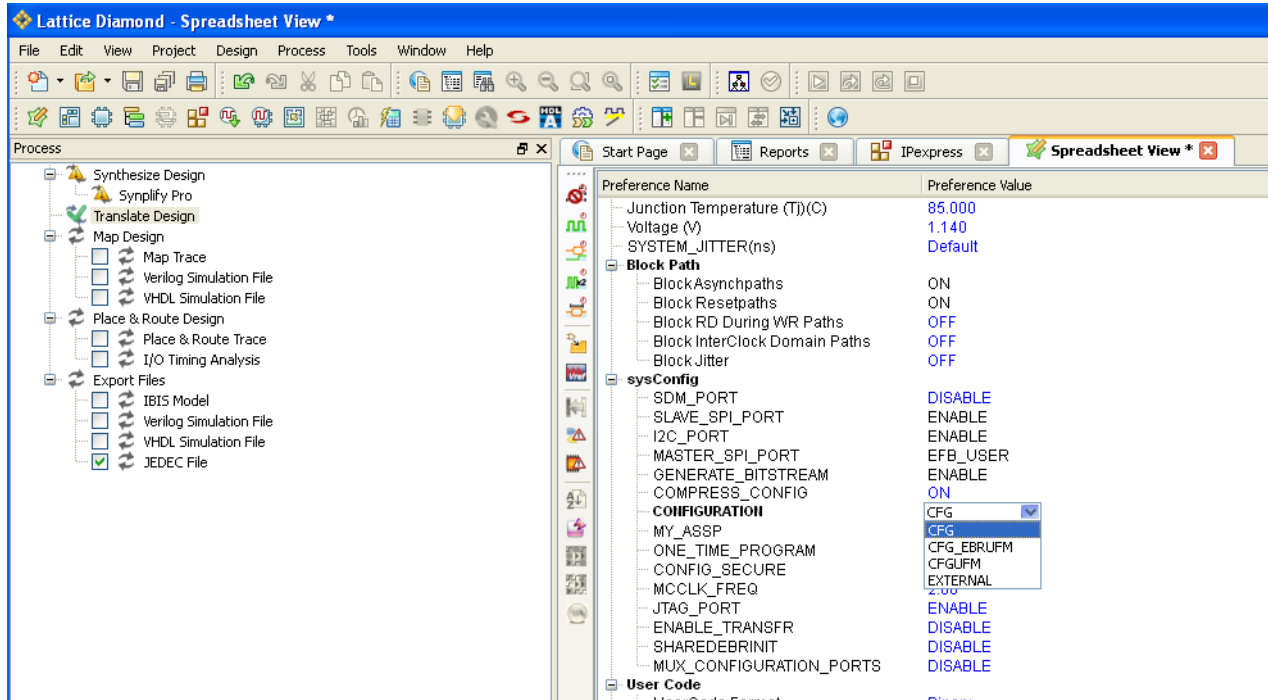 Lattice Diamond - Spreadsheet View *
File Edit View Project Design Process Tools Window Help
Process
Synthesize Design
Synplify Pro
Translate Design
Map Design
Map Trace
Verilog Simulation File
VHDL Simulation File
Place & Route Design
Place & Route Trace
I/O Timing Analysis
Export Files
IBIS Model
Verilog Simulation File
VHDL Simulation File
JEDEC File
Start Page Reports IPexpress Spreadsheet View *
Preference Name Preference Value
Junction Temperature (Tj)(C) 85.000
Voltage (V) 1.140
SYSTEM_JITTER(ns) Default
Block Path
Block Asynchpaths ON
Block Resetpaths ON
Block RD During WR Paths OFF
Block InterClock Domain Paths OFF
Block Jitter OFF
sysConfig
SDM_PORT DISABLE
SLAVE_SPI_PORT ENABLE
I2C_PORT ENABLE
MASTER_SPI_PORT EFB_USER
GENERATE_BITSTREAM ENABLE
COMPRESS_CONFIG ON
CONFIGURATION CFG
MY_ASSP CFG
ONE_TIME_PROGRAM CFG_EBRUFM
CONFIG_SECURE CFGUFM
EXTERNAL
MCCLK_FREQ 2.08
JTAG_PORT ENABLE
ENABLE_TRANSFR DISABLE
SHAREDEBRINIT DISABLE
MUX_CONFIGURATION_PORTS DISABLE
User Code